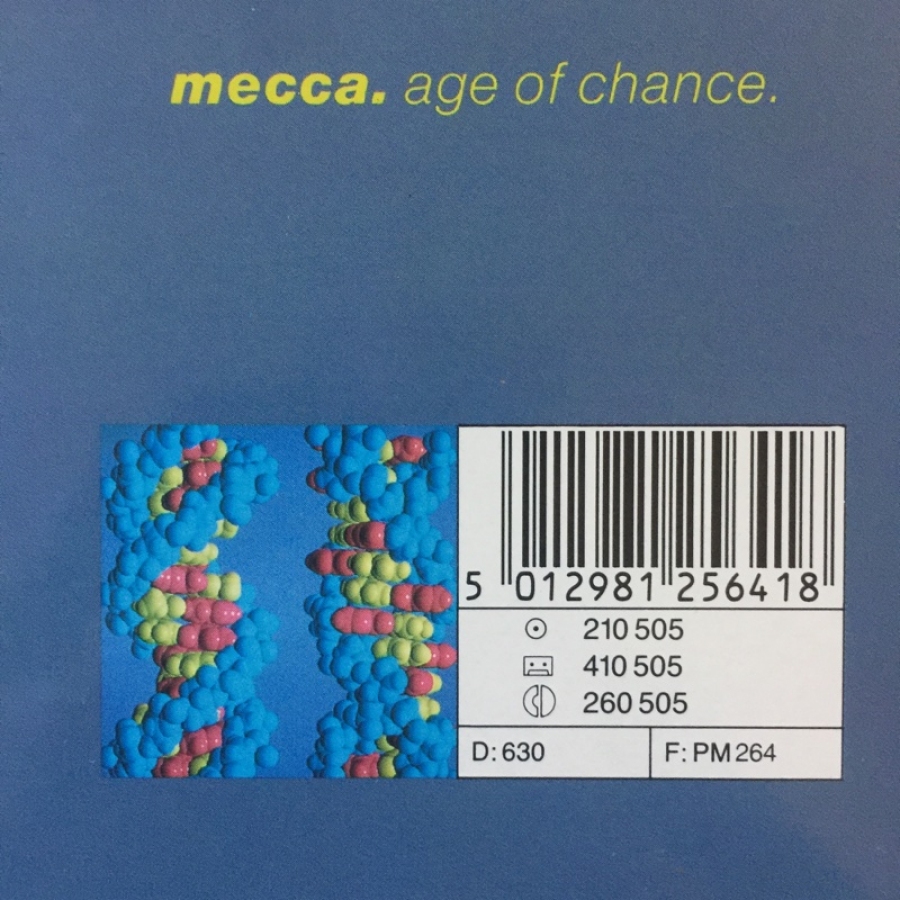 mecca. age of chance.
5 012981 256418
210 505
410 505
260 505
D: 630
F: PM 264